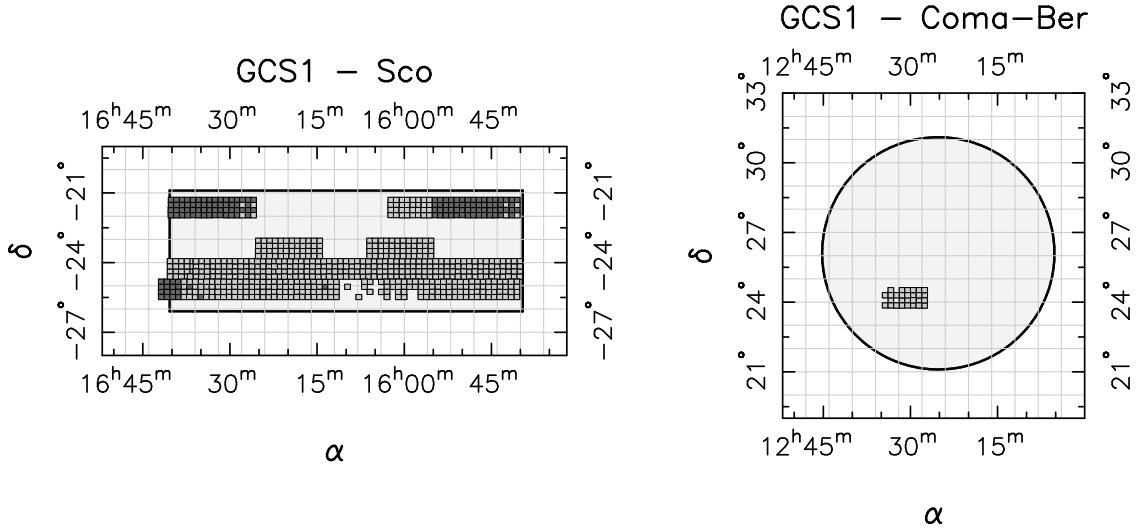 GCS1 – Sco
16ʰ45ᵐ 30ᵐ 15ᵐ 16ʰ00ᵐ 45ᵐ
−21° −21°
−24° −24°
−27° −27°
δ
16ʰ45ᵐ 30ᵐ 15ᵐ 16ʰ00ᵐ 45ᵐ
α
GCS1 – Coma–Ber
12ʰ45ᵐ 30ᵐ 15ᵐ
33° 33°
30° 30°
27° 27°
δ
24° 24°
21° 21°
12ʰ45ᵐ 30ᵐ 15ᵐ
α